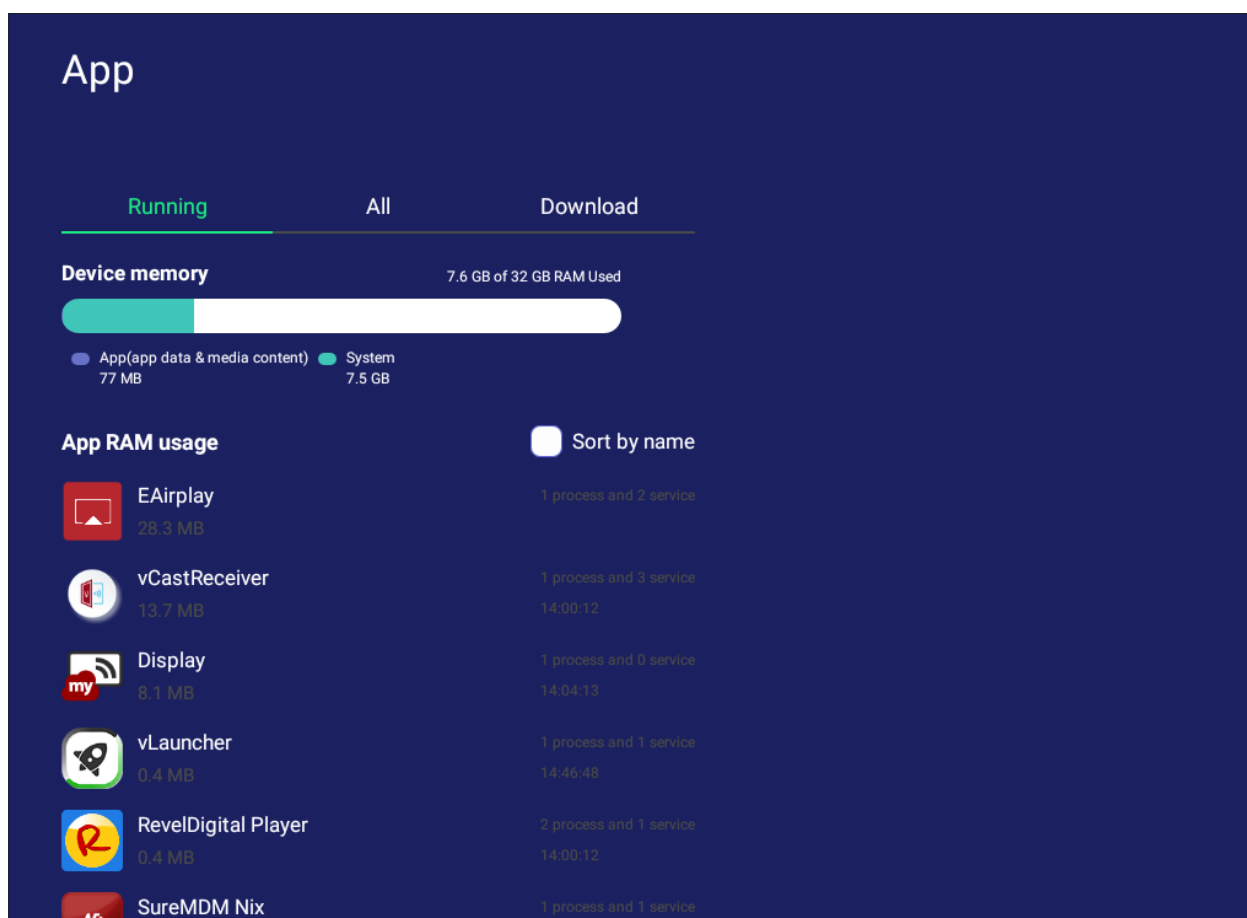 App
Running All Download
Device memory 7.6 GB of 32 GB RAM Used
App(app data & media content) System
77 MB 7.5 GB
App RAM usage Sort by name
EAirplay 1 process and 2 service
28.3 MB
vCastReceiver 1 process and 3 service
13.7 MB 14:00:12
my
Display 1 process and 0 service
8.1 MB 14:04:13
vLauncher 1 process and 1 service
0.4 MB 14:46:48
R
RevelDigital Player 2 process and 1 service
0.4 MB 14:00:12
SureMDM Nix 1 process and 1 service